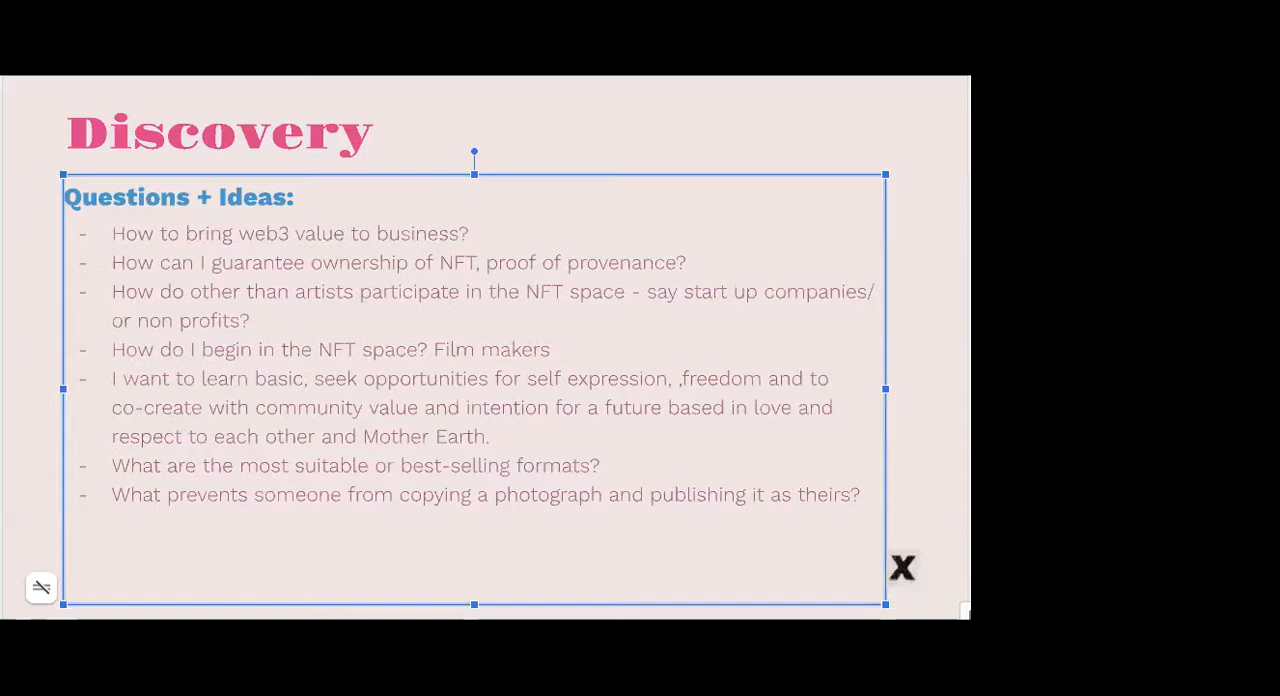 Discovery
Questions + Ideas:
- How to bring web3 value to business?
- How can I guarantee ownership of NFT, proof of provenance?
- How do other than artists participate in the NFT space - say start up companies/
or non profits?
- How do I begin in the NFT space? Film makers
- I want to learn basic, seek opportunities for self expression, ,freedom and to
co-create with community value and intention for a future based in love and
respect to each other and Mother Earth.
- What are the most suitable or best-selling formats?
- What prevents someone from copying a photograph and publishing it as theirs?
X